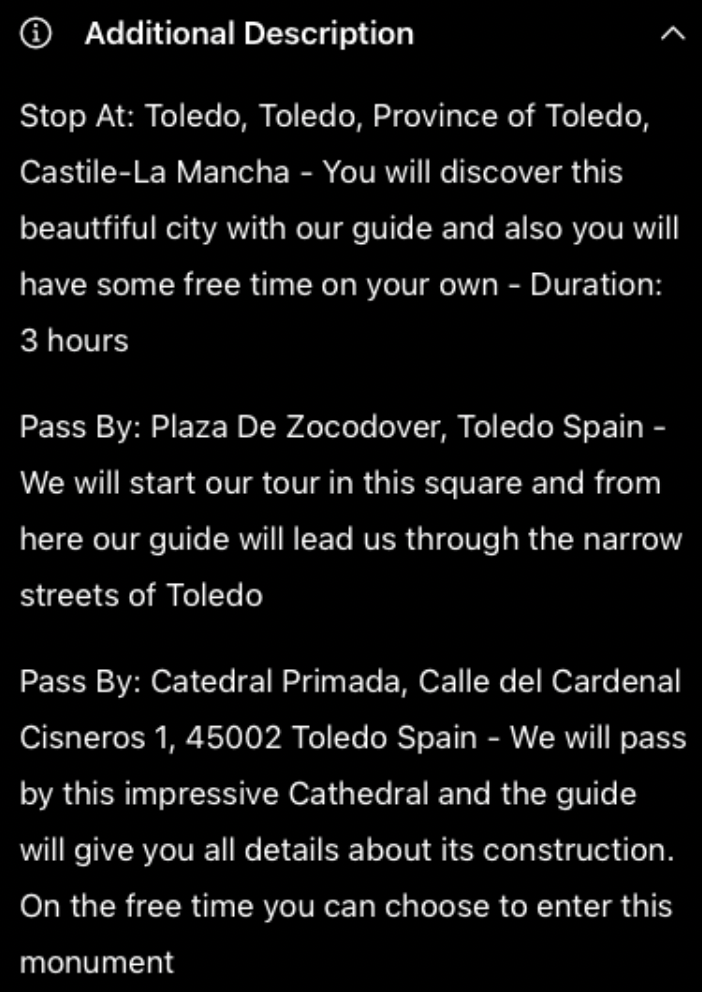 Additional Description
Stop At: Toledo, Toledo, Province of Toledo,
Castile-La Mancha - You will discover this
beautfiful city with our guide and also you will
have some free time on your own - Duration:
3 hours
Pass By: Plaza De Zocodover, Toledo Spain -
We will start our tour in this square and from
here our guide will lead us through the narrow
streets of Toledo
Pass By: Catedral Primada, Calle del Cardenal
Cisneros 1, 45002 Toledo Spain - We will pass
by this impressive Cathedral and the guide
will give you all details about its construction.
On the free time you can choose to enter this
monument